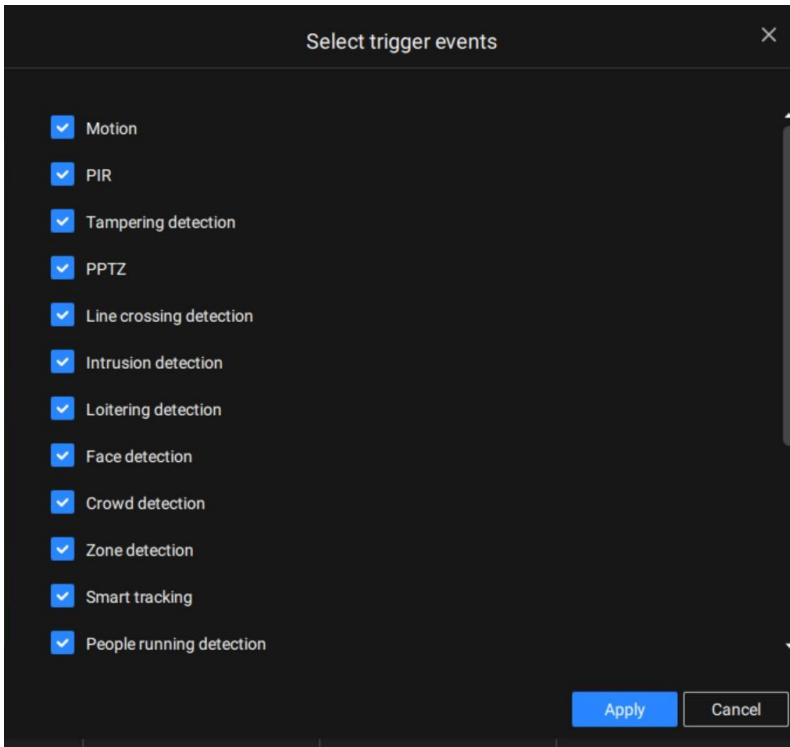 Select trigger events
Motion
PIR
Tampering detection
PPTZ
Line crossing detection
Intrusion detection
Loitering detection
Face detection
Crowd detection
Zone detection
Smart tracking
People running detection
Apply
Cancel